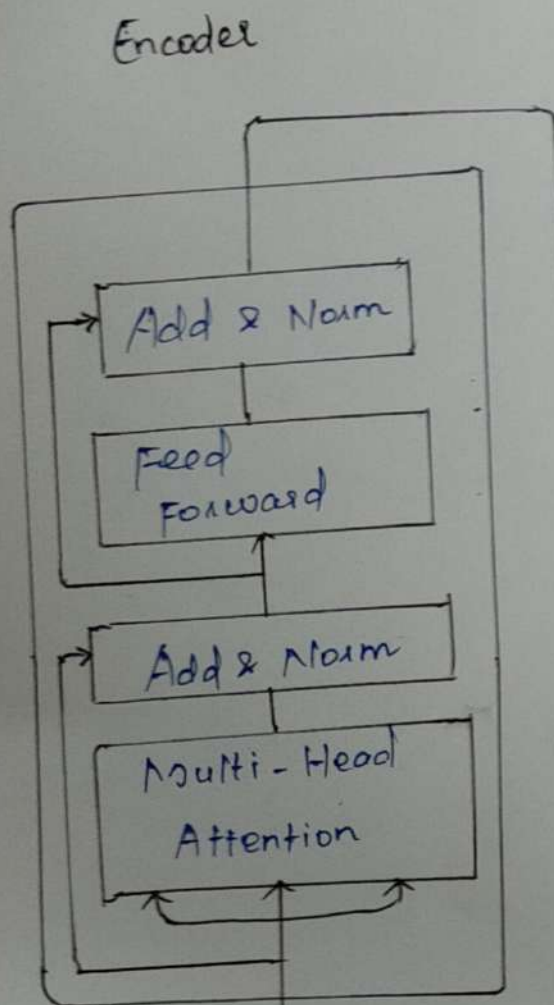 Encoder
Add & Norm
Feed
Forward
Add & Norm
Multi-Head
Attention